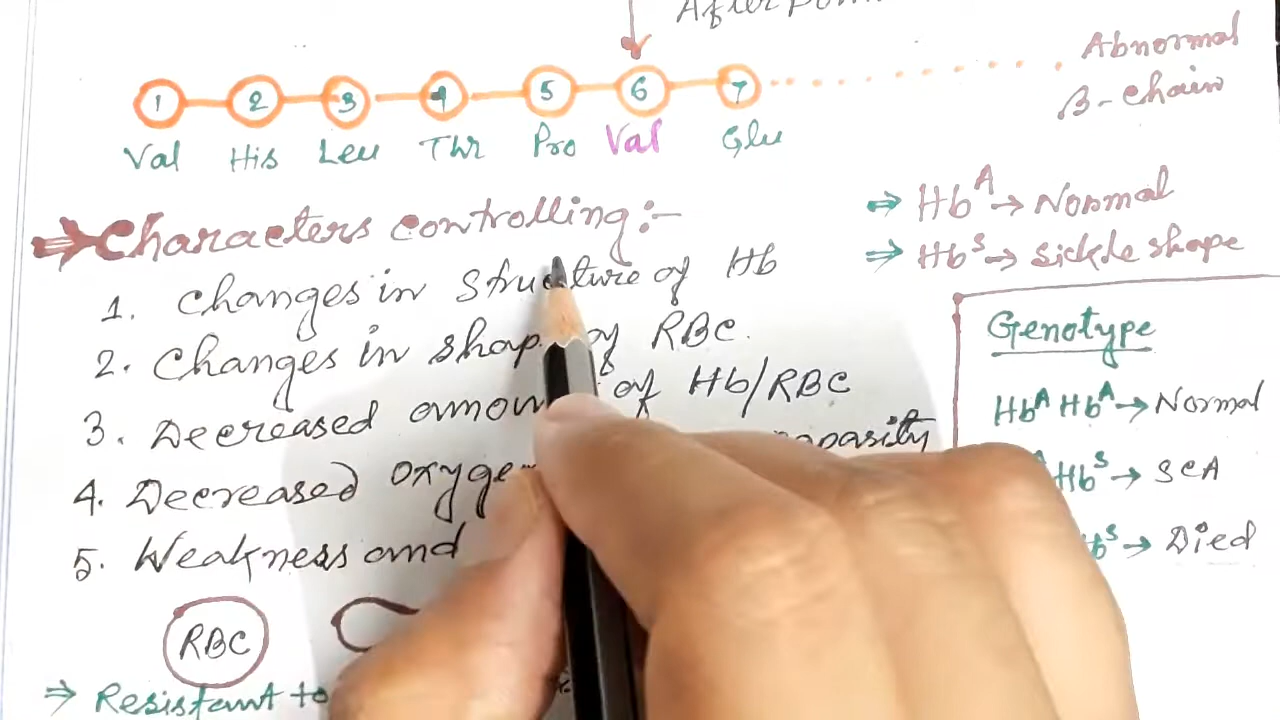 After
Abnormal
β-chain
1 2 3 4 5 6 7
Val His Leu Thr Pro Val Glu
⇒ Characters controlling:-
1. Changes in Structure of Hb
2. Changes in shap of RBC.
3. Decreased amoun of Hb/RBC
4. Decreased oxyge capasity
5. Weakness and
RBC
⇒ Resistant to
⇒ Hb^A → Normal
⇒ Hb^S → Sickle shape
Genotype
Hb^A Hb^A → Normal
Hb^S → SCA
b^S → Died